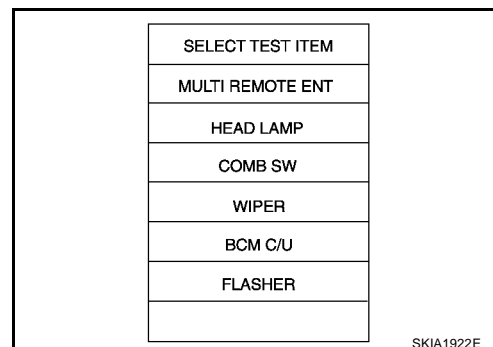 SELECT TEST ITEM
MULTI REMOTE ENT
HEAD LAMP
COMB SW
WIPER
BCM C/U
FLASHER
SKIA1922E